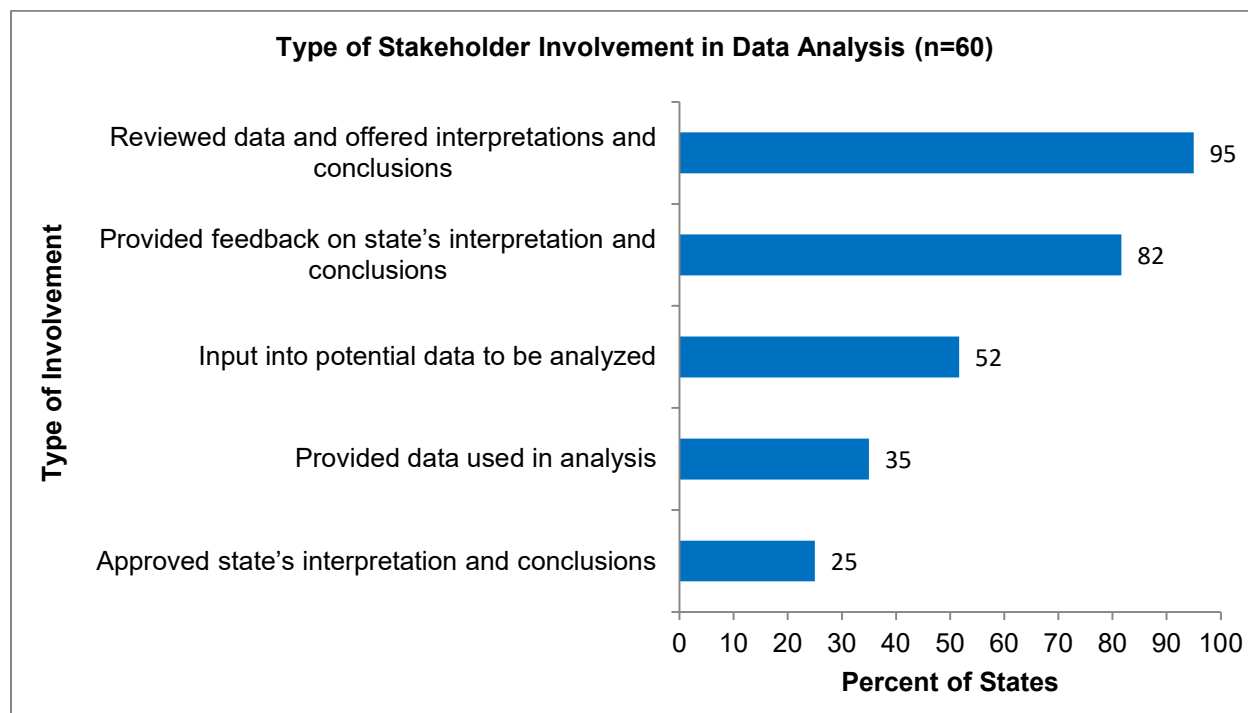 Type of Stakeholder Involvement in Data Analysis (n=60)
Reviewed data and offered interpretations and
conclusions
95
Provided feedback on state’s interpretation and
conclusions
82
Input into potential data to be analyzed
52
Provided data used in analysis
35
Approved state’s interpretation and conclusions
25
Type of Involvement
0 10 20 30 40 50 60 70 80 90 100
Percent of States